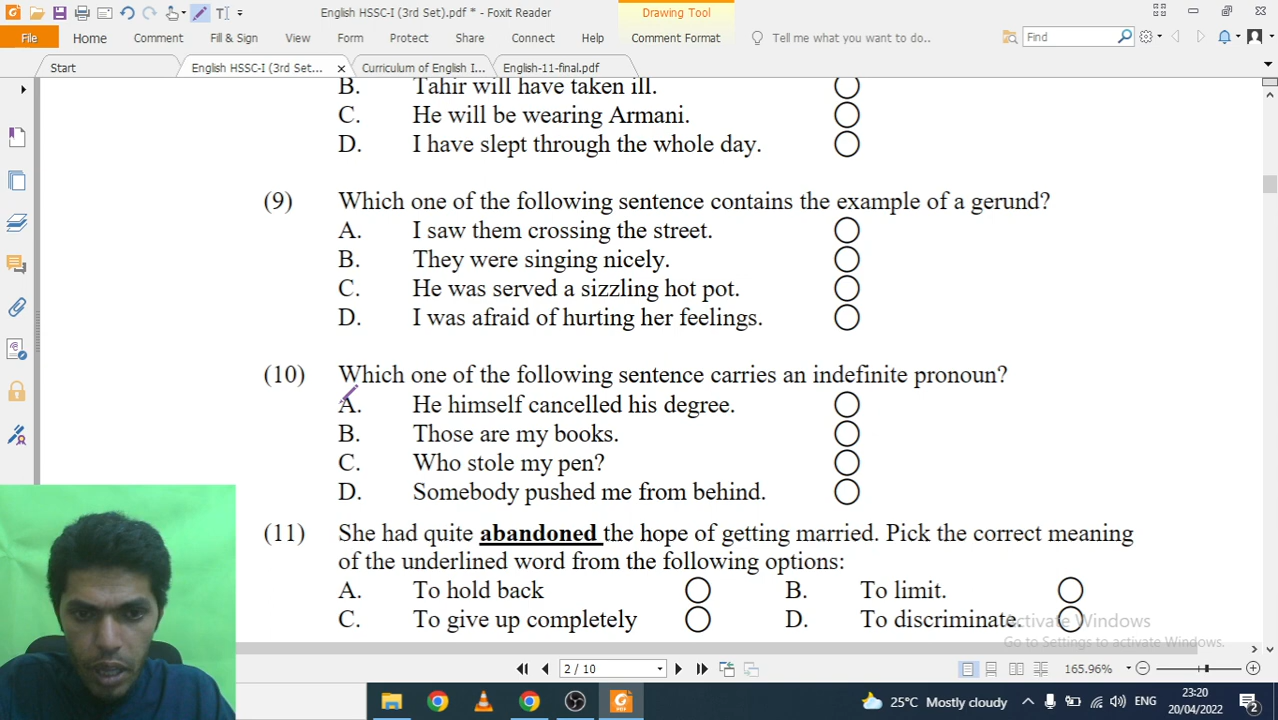 English HSSC-I (3rd Set).pdf * - Foxit Reader
Drawing Tool
File Home Comment Fill & Sign View Form Protect Share Connect Help Comment Format Tell me what you want to do.. Find
Start English HSSC-I (3rd Set... x Curriculum of English I... English-11-final.pdf
B. Tahir will have taken ill.
C. He will be wearing Armani.
D. I have slept through the whole day.
(9) Which one of the following sentence contains the example of a gerund?
A. I saw them crossing the street.
B. They were singing nicely.
C. He was served a sizzling hot pot.
D. I was afraid of hurting her feelings.
(10) Which one of the following sentence carries an indefinite pronoun?
A. He himself cancelled his degree.
B. Those are my books.
C. Who stole my pen?
D. Somebody pushed me from behind.
(11) She had quite abandoned the hope of getting married. Pick the correct meaning
of the underlined word from the following options:
A. To hold back B. To limit.
C. To give up completely D. To discriminate.
Activate Windows
Go to Settings to activate Windows.
2 / 10 165.96%
25°C Mostly cloudy ENG 23:20
20/04/2022 2